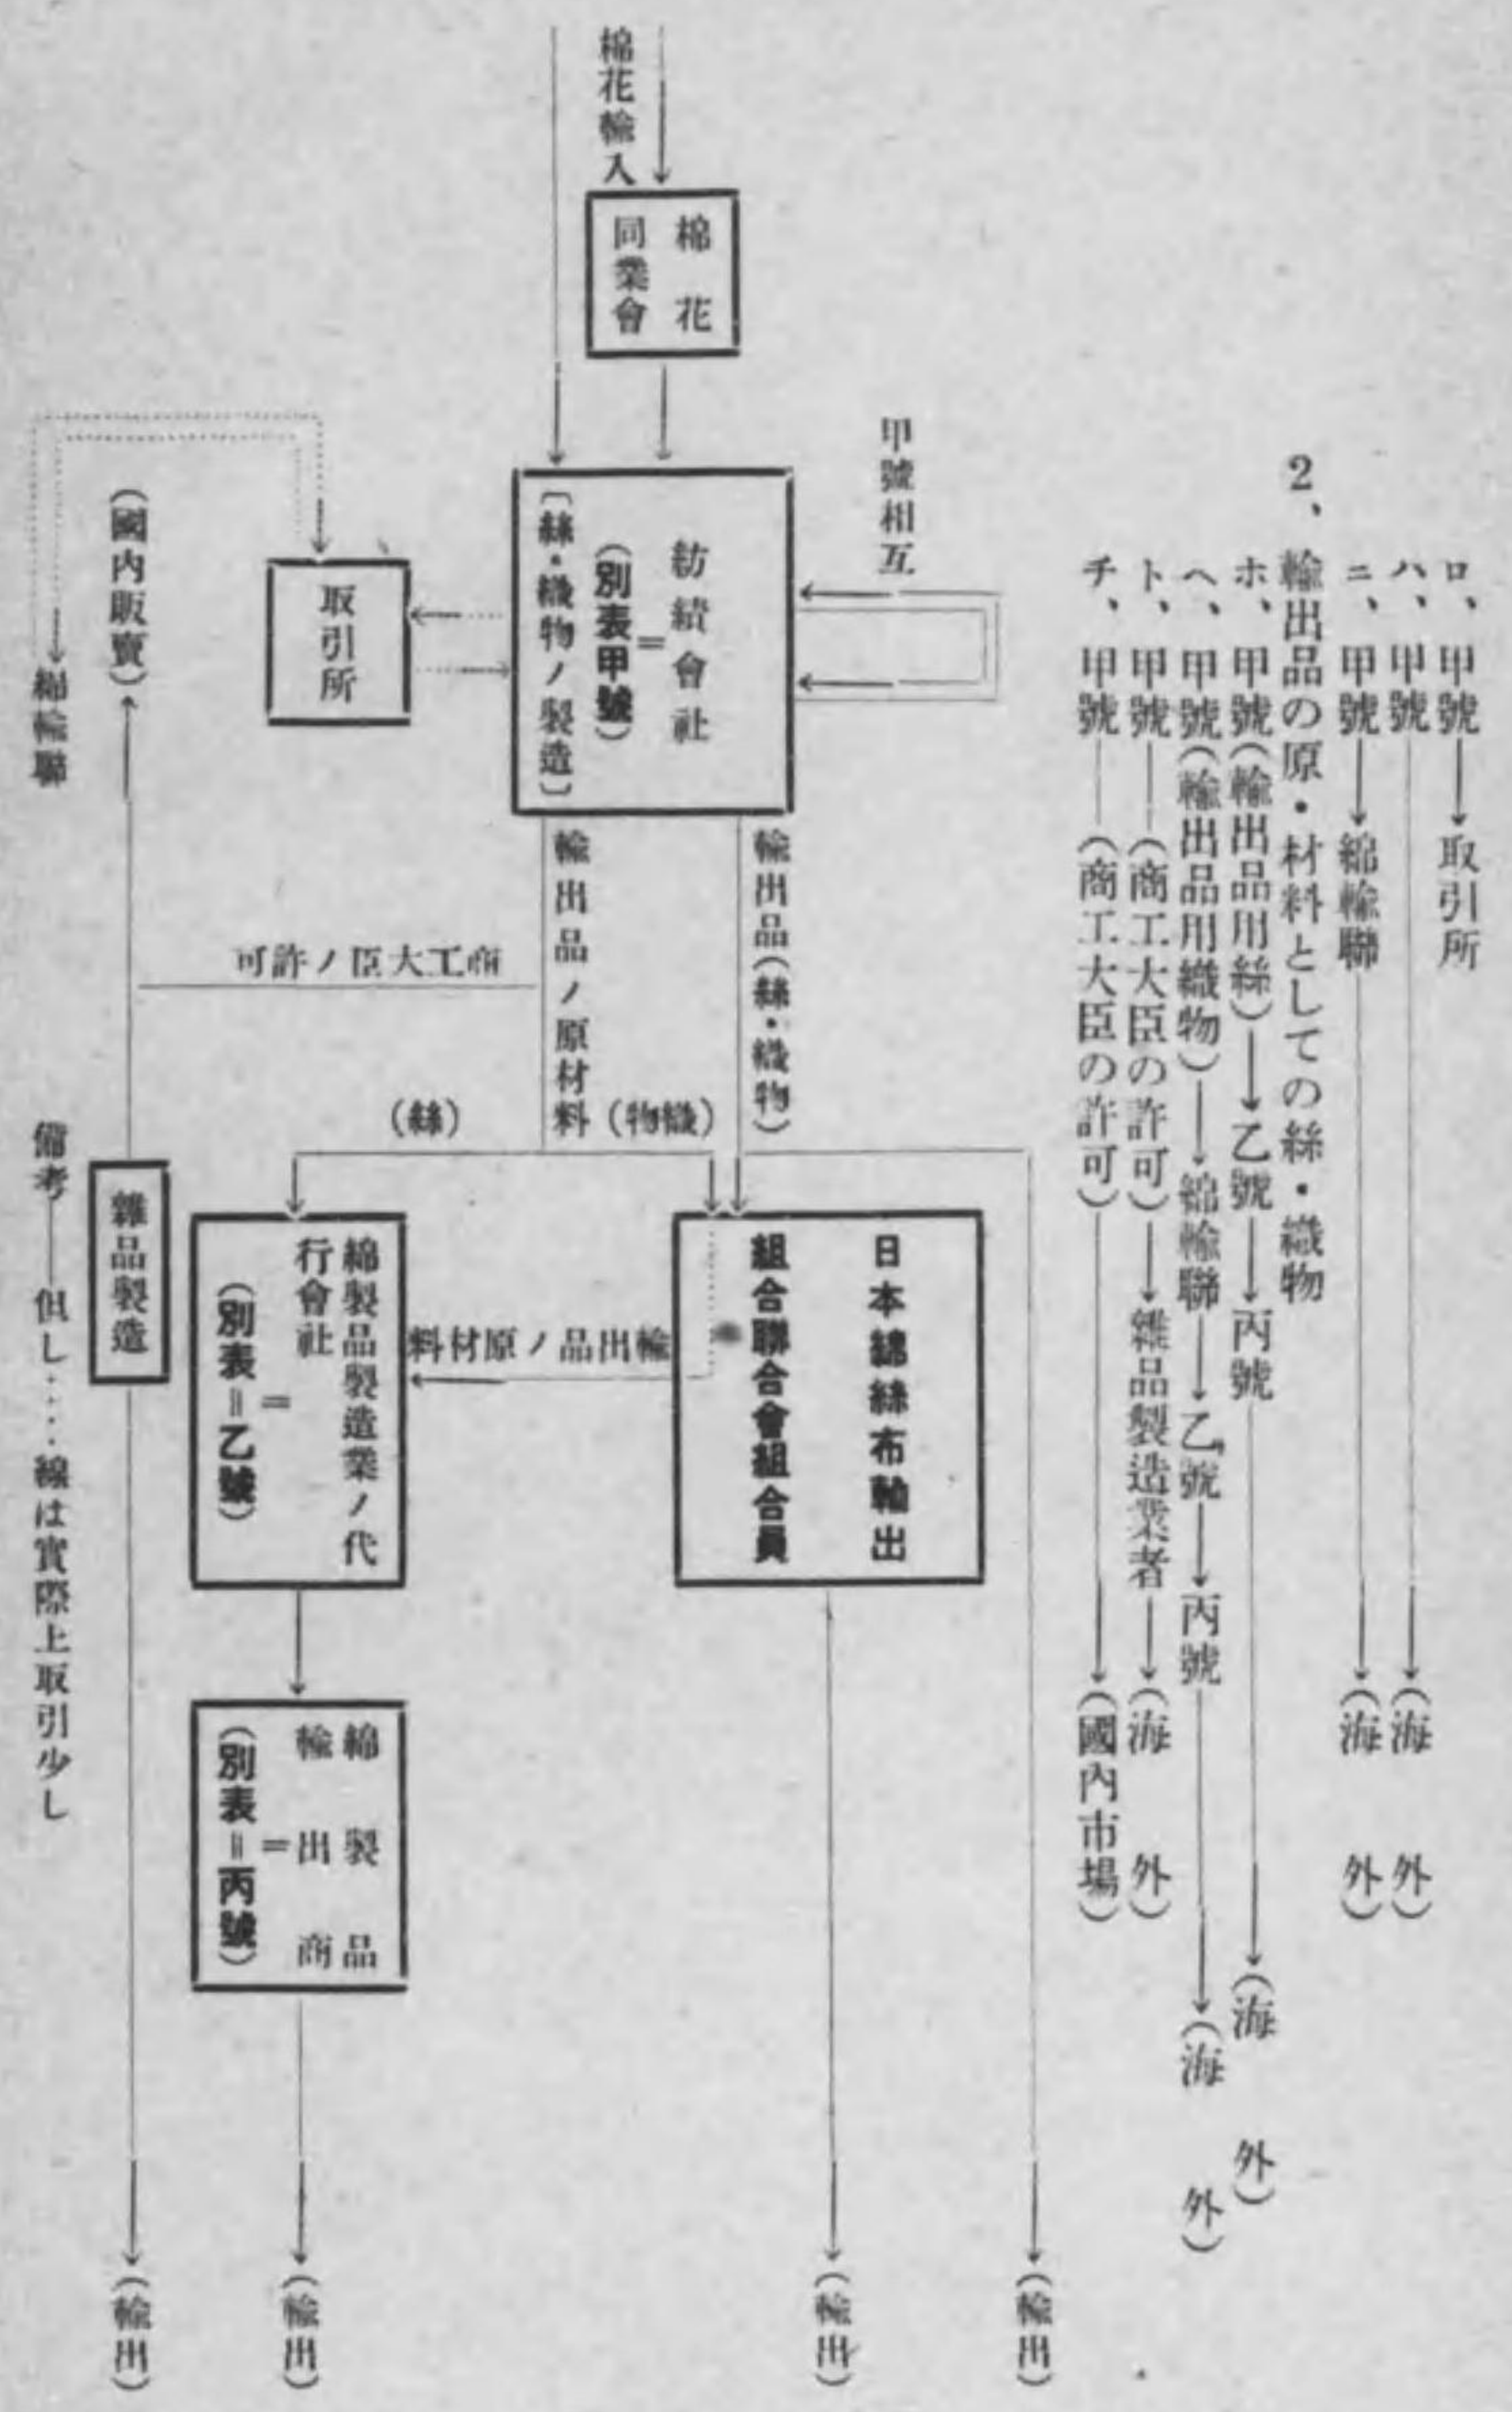 ロ、甲號→取引所
ハ、甲號→(海外)
ニ、甲號→綿輸聯→(海外)
2、輸出品の原・材料としての絲・織物
ホ、甲號(輸出品用絲)→乙號→丙號→(海外)
ヘ、甲號(輸出品用織物)→綿輸聯→乙號→丙號→(海外)
ト、甲號―(商工大臣の許可)→雜品製造業者→(海外)
チ、甲號―(商工大臣の許可)→(國內市場)
甲號相互
棉花輸入
棉花
同業會
紡績會社
=
(別表甲號)
〔絲・織物ノ製造〕
取引所
(國內販賣)
綿輸聯
輸出品(絲・織物)
輸出品ノ原材料
可許ノ臣大工商
(絲)
(物織)
日本綿絲布輸出
組合聯合會組合員
料材原ノ品出輸
綿製品製造業ノ代
行會社
=
(別表=乙號)
雜品製造
綿製品
輸出商
=
(別表=丙號)
(輸出)
(輸出)
(輸出)
(輸出)
備考―但し‥‥線は實際上取引少し